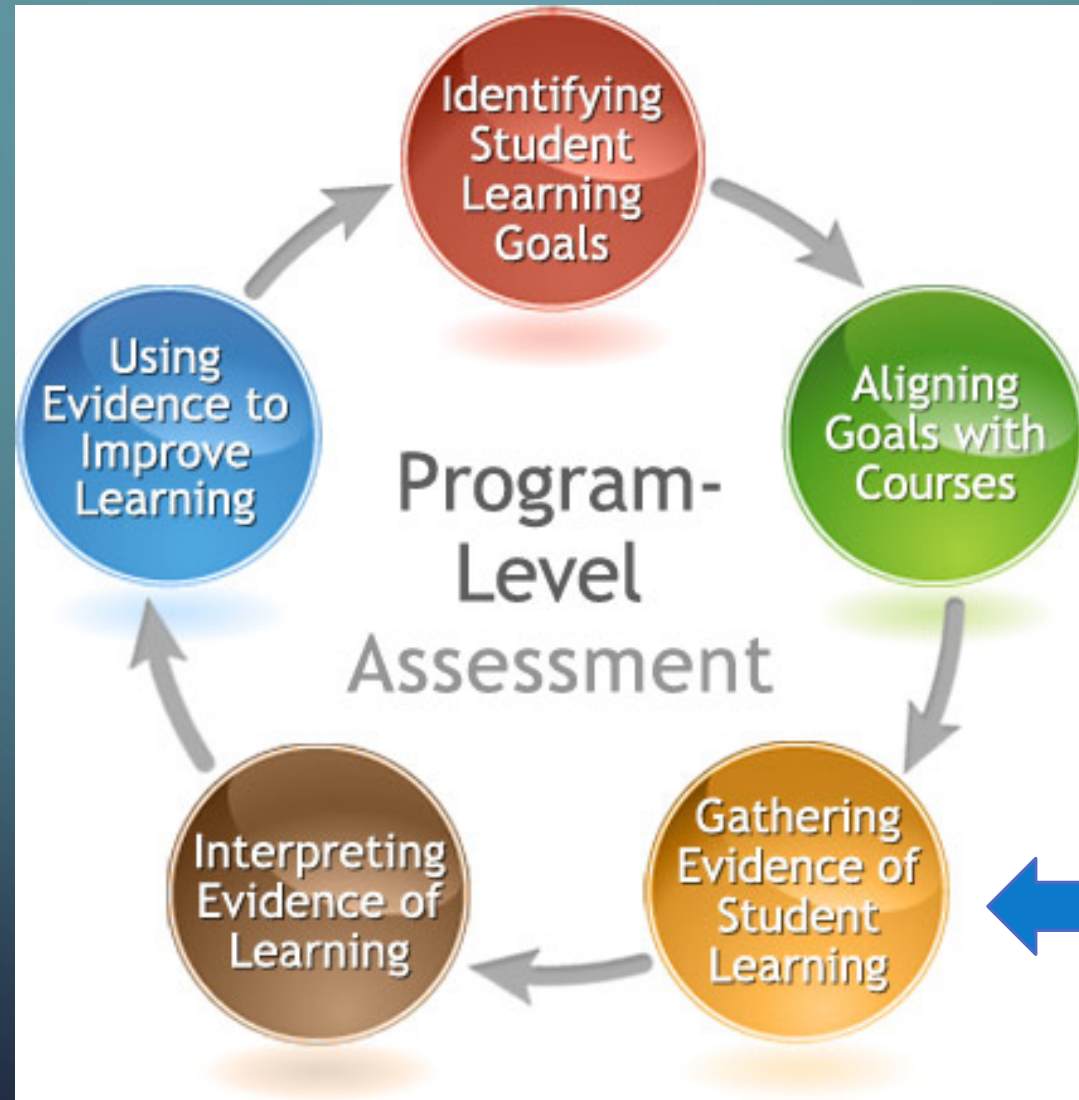 Identifying
Student
Learning
Goals
Aligning
Goals with
Courses
Gathering
Evidence of
Student
Learning
Interpreting
Evidence of
Learning
Using
Evidence to
Improve
Learning
Program-
Level
Assessment